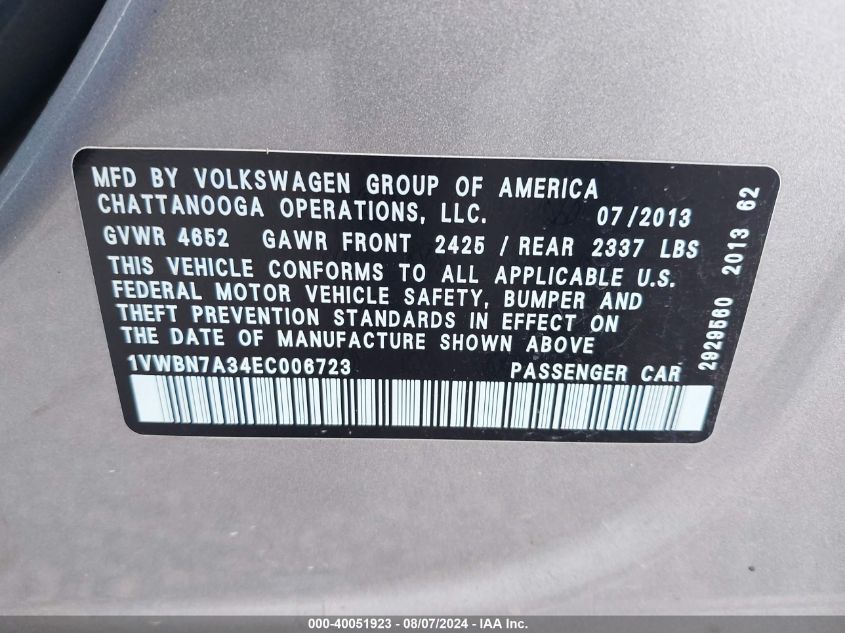 MFD BY VOLKSWAGEN GROUP OF AMERICA
CHATTANOOGA OPERATIONS, LLC. 07/2013
GVWR 4652 GAWR FRONT 2425 / REAR 2337 LBS
THIS VEHICLE CONFORMS TO ALL APPLICABLE U.S.
FEDERAL MOTOR VEHICLE SAFETY, BUMPER AND
THEFT PREVENTION STANDARDS IN EFFECT ON
THE DATE OF MANUFACTURE SHOWN ABOVE
1VWBN7A34EC006723 PASSENGER CAR
2929560 2013 62
000-40051923 - 08/07/2024 - IAA Inc.